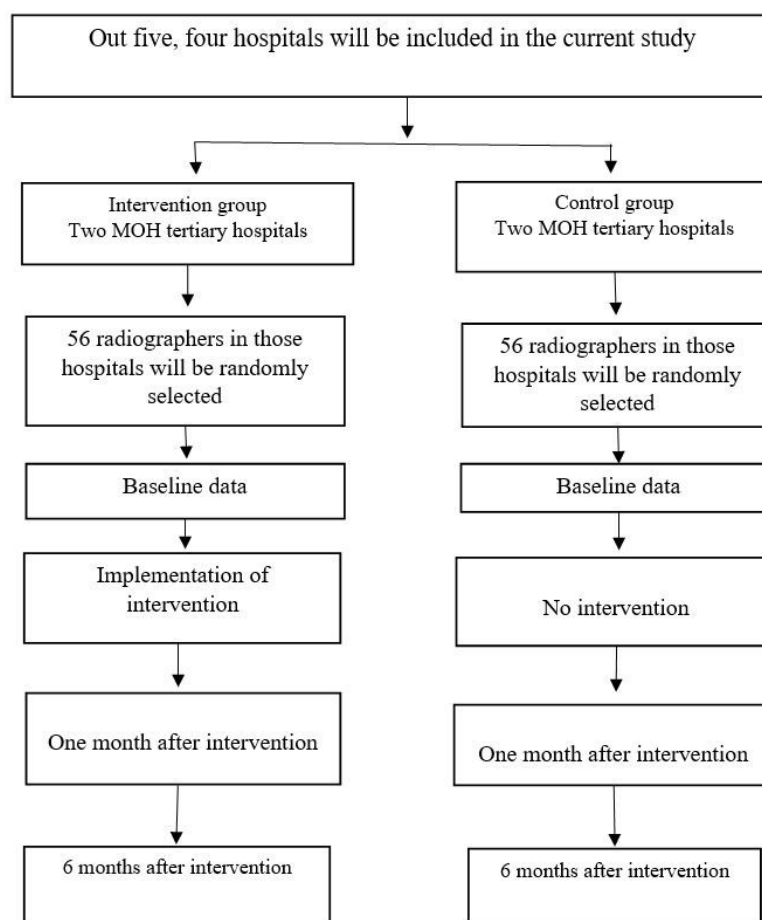 Out five, four hospitals will be included in the current study
Intervention group
Two MOH tertiary hospitals
Control group
Two MOH tertiary hospitals
56 radiographers in those
hospitals will be randomly
selected
56 radiographers in those
hospitals will be randomly
selected
Baseline data
Baseline data
Implementation of
intervention
No intervention
One month after intervention
One month after intervention
6 months after intervention
6 months after intervention